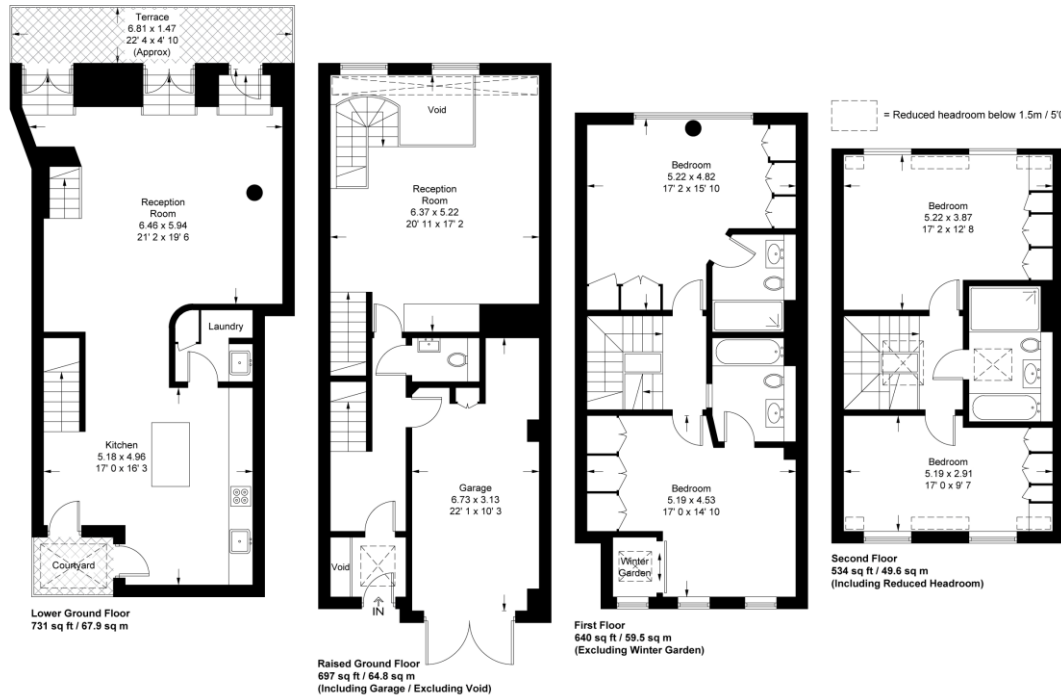 Terrace
6.81 x 1.47
22' 4 x 4' 10
(Approx)
Reception
Room
6.46 x 5.94
21' 2 x 19' 6
Laundry
Kitchen
5.18 x 4.96
17' 0 x 16' 3
Courtyard
Lower Ground Floor
731 sq ft / 67.9 sq m
Void
Reception
Room
6.37 x 5.22
20' 11 x 17' 2
Garage
6.73 x 3.13
22' 1 x 10' 3
Void
IN
Raised Ground Floor
697 sq ft / 64.8 sq m
(Including Garage / Excluding Void)
Bedroom
5.22 x 4.82
17' 2 x 15' 10
Bedroom
5.19 x 4.53
17' 0 x 14' 10
Winter
Garden
First Floor
640 sq ft / 59.5 sq m
(Excluding Winter Garden)
= Reduced headroom below 1.5m / 5'0
Bedroom
5.22 x 3.87
17' 2 x 12' 8
Bedroom
5.19 x 2.91
17' 0 x 9' 7
Second Floor
534 sq ft / 49.6 sq m
(Including Reduced Headroom)